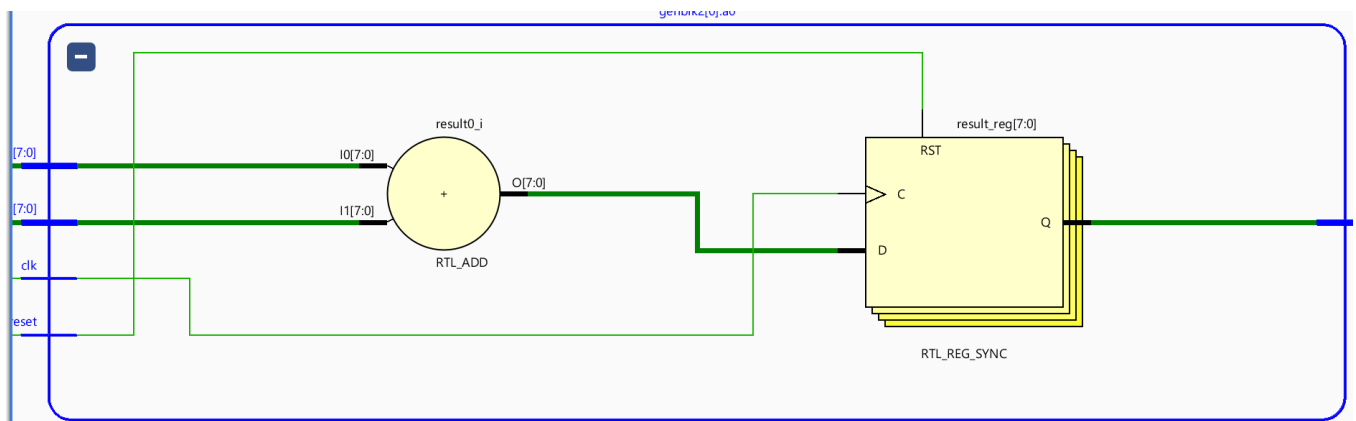 result0_i
result_reg[7:0]
[7:0]
I0[7:0]
RST
O[7:0]
+
C
[7:0]
I1[7:0]
Q
D
clk
RTL_ADD
eset
RTL_REG_SYNC